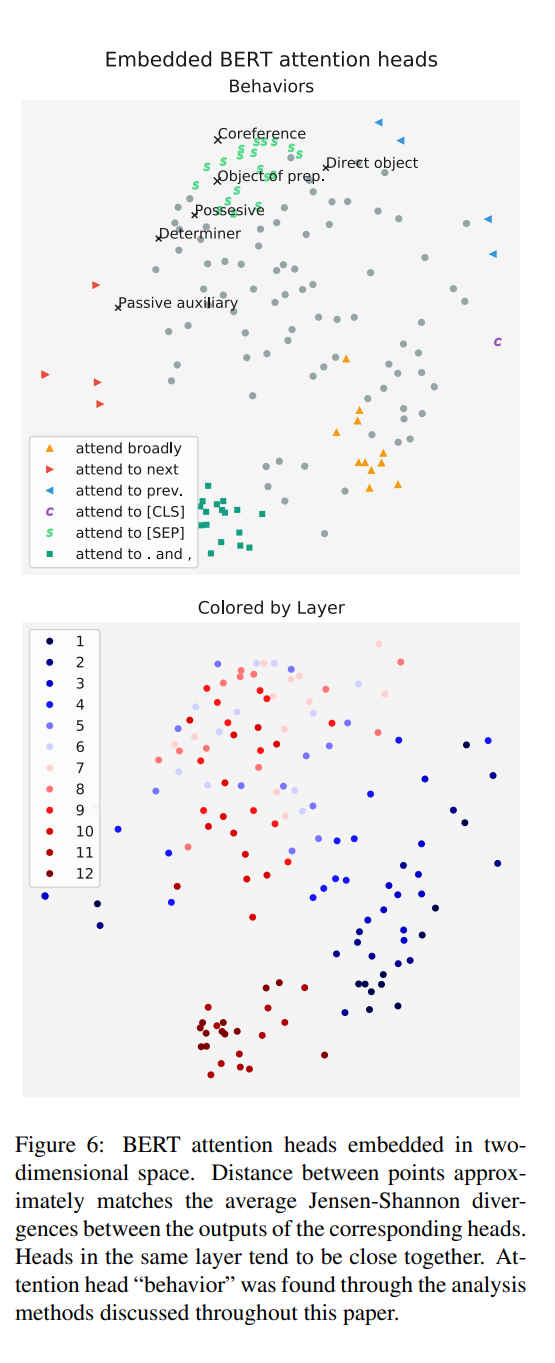 Embedded BERT attention heads
Behaviors
Coreference
Direct object
Object of prep.
Possesive
Determiner
Passive auxiliary
attend broadly
attend to next
attend to prev.
c attend to [CLS]
s attend to [SEP]
attend to . and ,
Colored by Layer
1
2
3
4
5
6
7
8
9
10
11
12
Figure 6: BERT attention heads embedded in two-
dimensional space. Distance between points approx-
imately matches the average Jensen-Shannon diver-
gences between the outputs of the corresponding heads.
Heads in the same layer tend to be close together. At-
tention head “behavior” was found through the analysis
methods discussed throughout this paper.